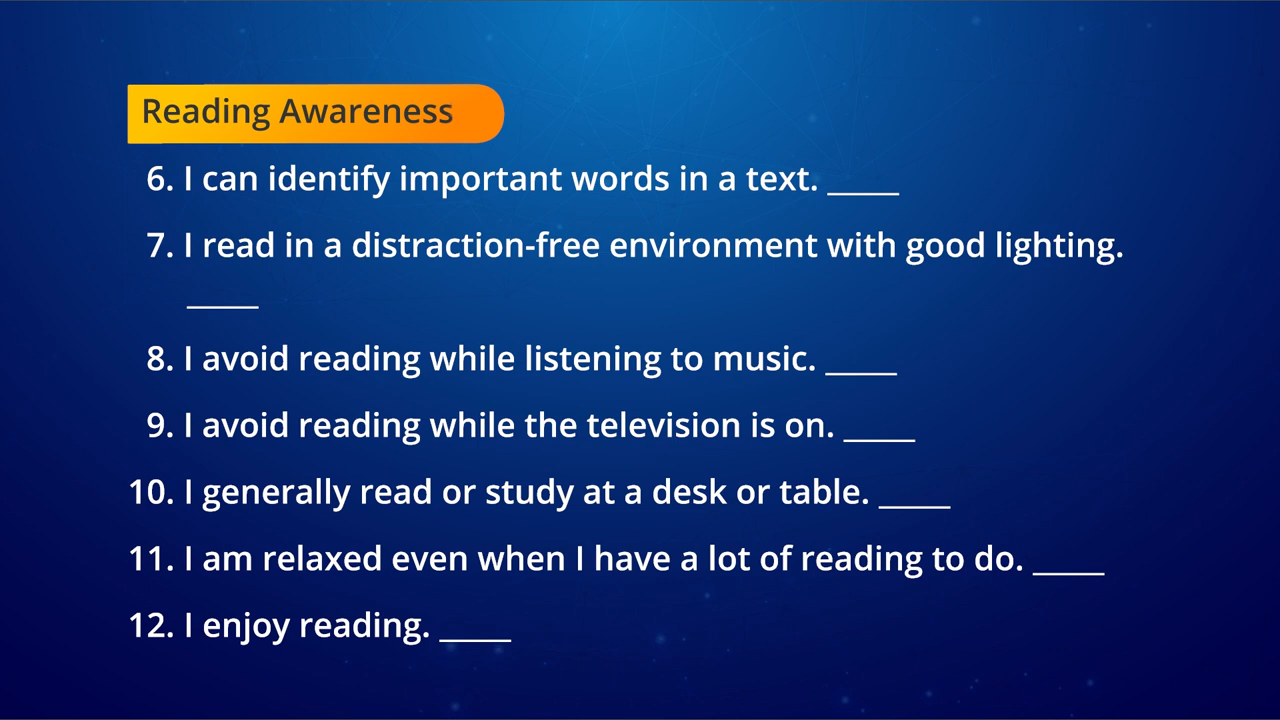 Reading Awareness
6. I can identify important words in a text. _____
7. I read in a distraction-free environment with good lighting.
_____
8. I avoid reading while listening to music. _____
9. I avoid reading while the television is on. _____
10. I generally read or study at a desk or table. _____
11. I am relaxed even when I have a lot of reading to do. _____
12. I enjoy reading. _____